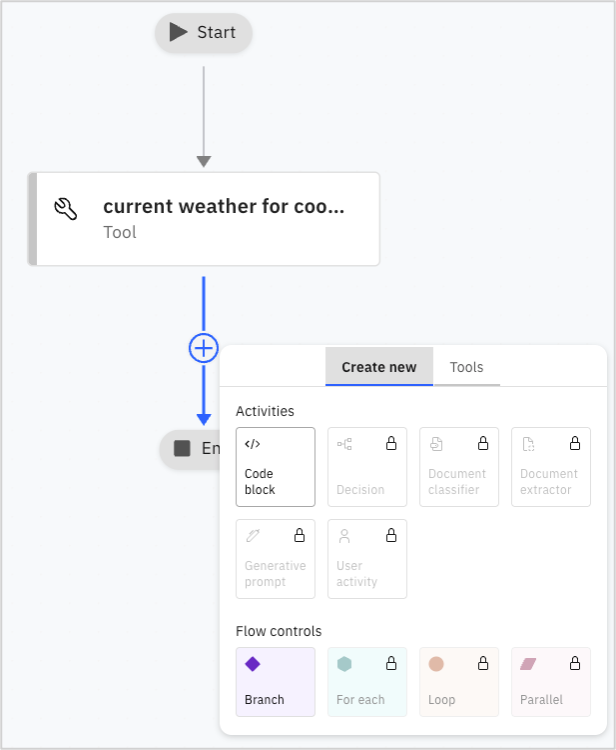 Start
current weather for coo...
Tool
Create new Tools
Activities
En
</>
Code
block
Decision
Document
classifier
Document
extractor
Generative
prompt
User
activity
Flow controls
Branch
For each
Loop
Parallel